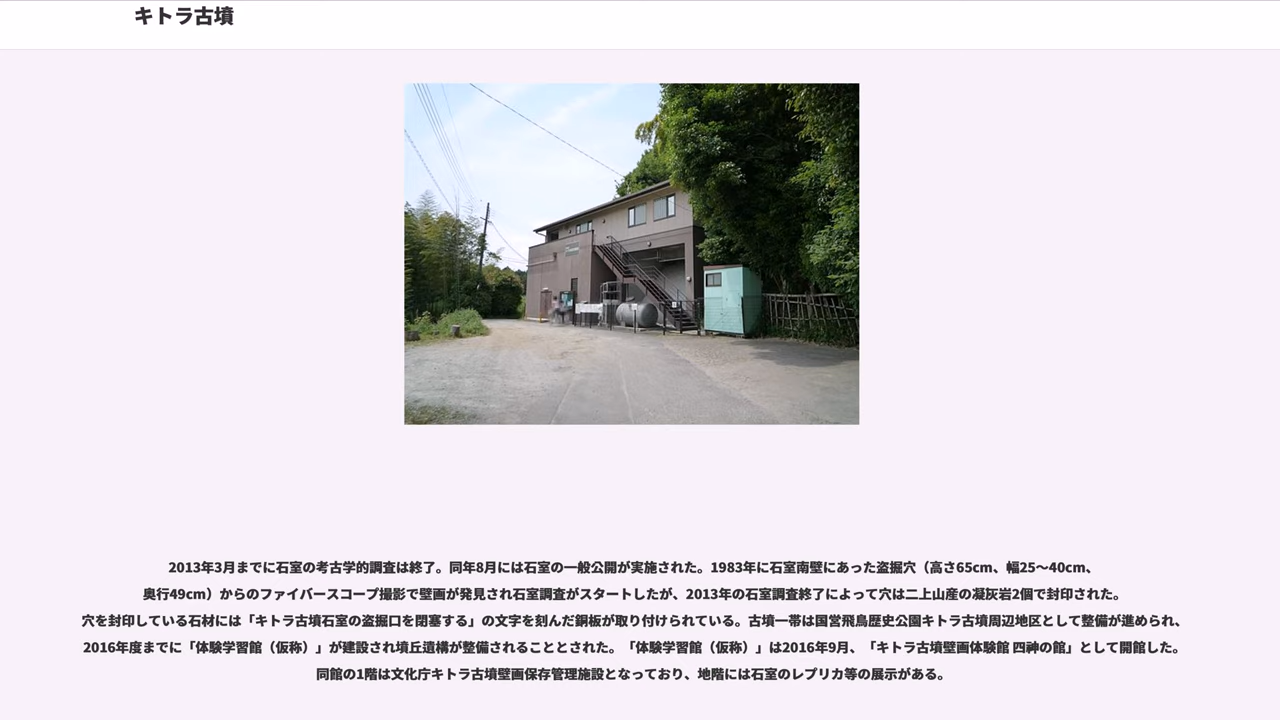 キトラ古墳
2013年3月までに石室の考古学的調査は終了。同年8月には石室の一般公開が実施された。1983年に石室南壁にあった盗掘穴（高さ65cm、幅25〜40cm、
奥行49cm）からのファイバースコープ撮影で壁画が発見され石室調査がスタートしたが、2013年の石室調査終了によって穴は二上山産の凝灰岩2個で封印された。
穴を封印している石材には「キトラ古墳石室の盗掘口を閉塞する」の文字を刻んだ銅板が取り付けられている。古墳一帯は国営飛鳥歴史公園キトラ古墳周辺地区として整備が進められ、
2016年度までに「体験学習館（仮称）」が建設され墳丘遺構が整備されることとされた。「体験学習館（仮称）」は2016年9月、「キトラ古墳壁画体験館 四神の館」として開館した。
同館の1階は文化庁キトラ古墳壁画保存管理施設となっており、地階には石室のレプリカ等の展示がある。